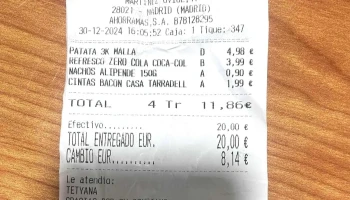 28021 - MADRID (MADRID)
AHORRAMAS,S.A. B78128295
30-12-2024 16:05:52 Caja: 1 Tique:-347
PATATA 3K MALLA D 4,98 €
REFRESCO ZERO COLA COCA-COL B 3,99 €
NACHOS ALIPENDE 150G A 0,90 €
CINTAS BACON CASA TARRADELL A 1,99 €
TOTAL 4 Tr 11,86€
Efectivo 20,00 €
TOTAL ENTREGADO EUR. 20,00 €
CAMBIO EUR. 8,14 €
Le atendio:
TETYANA